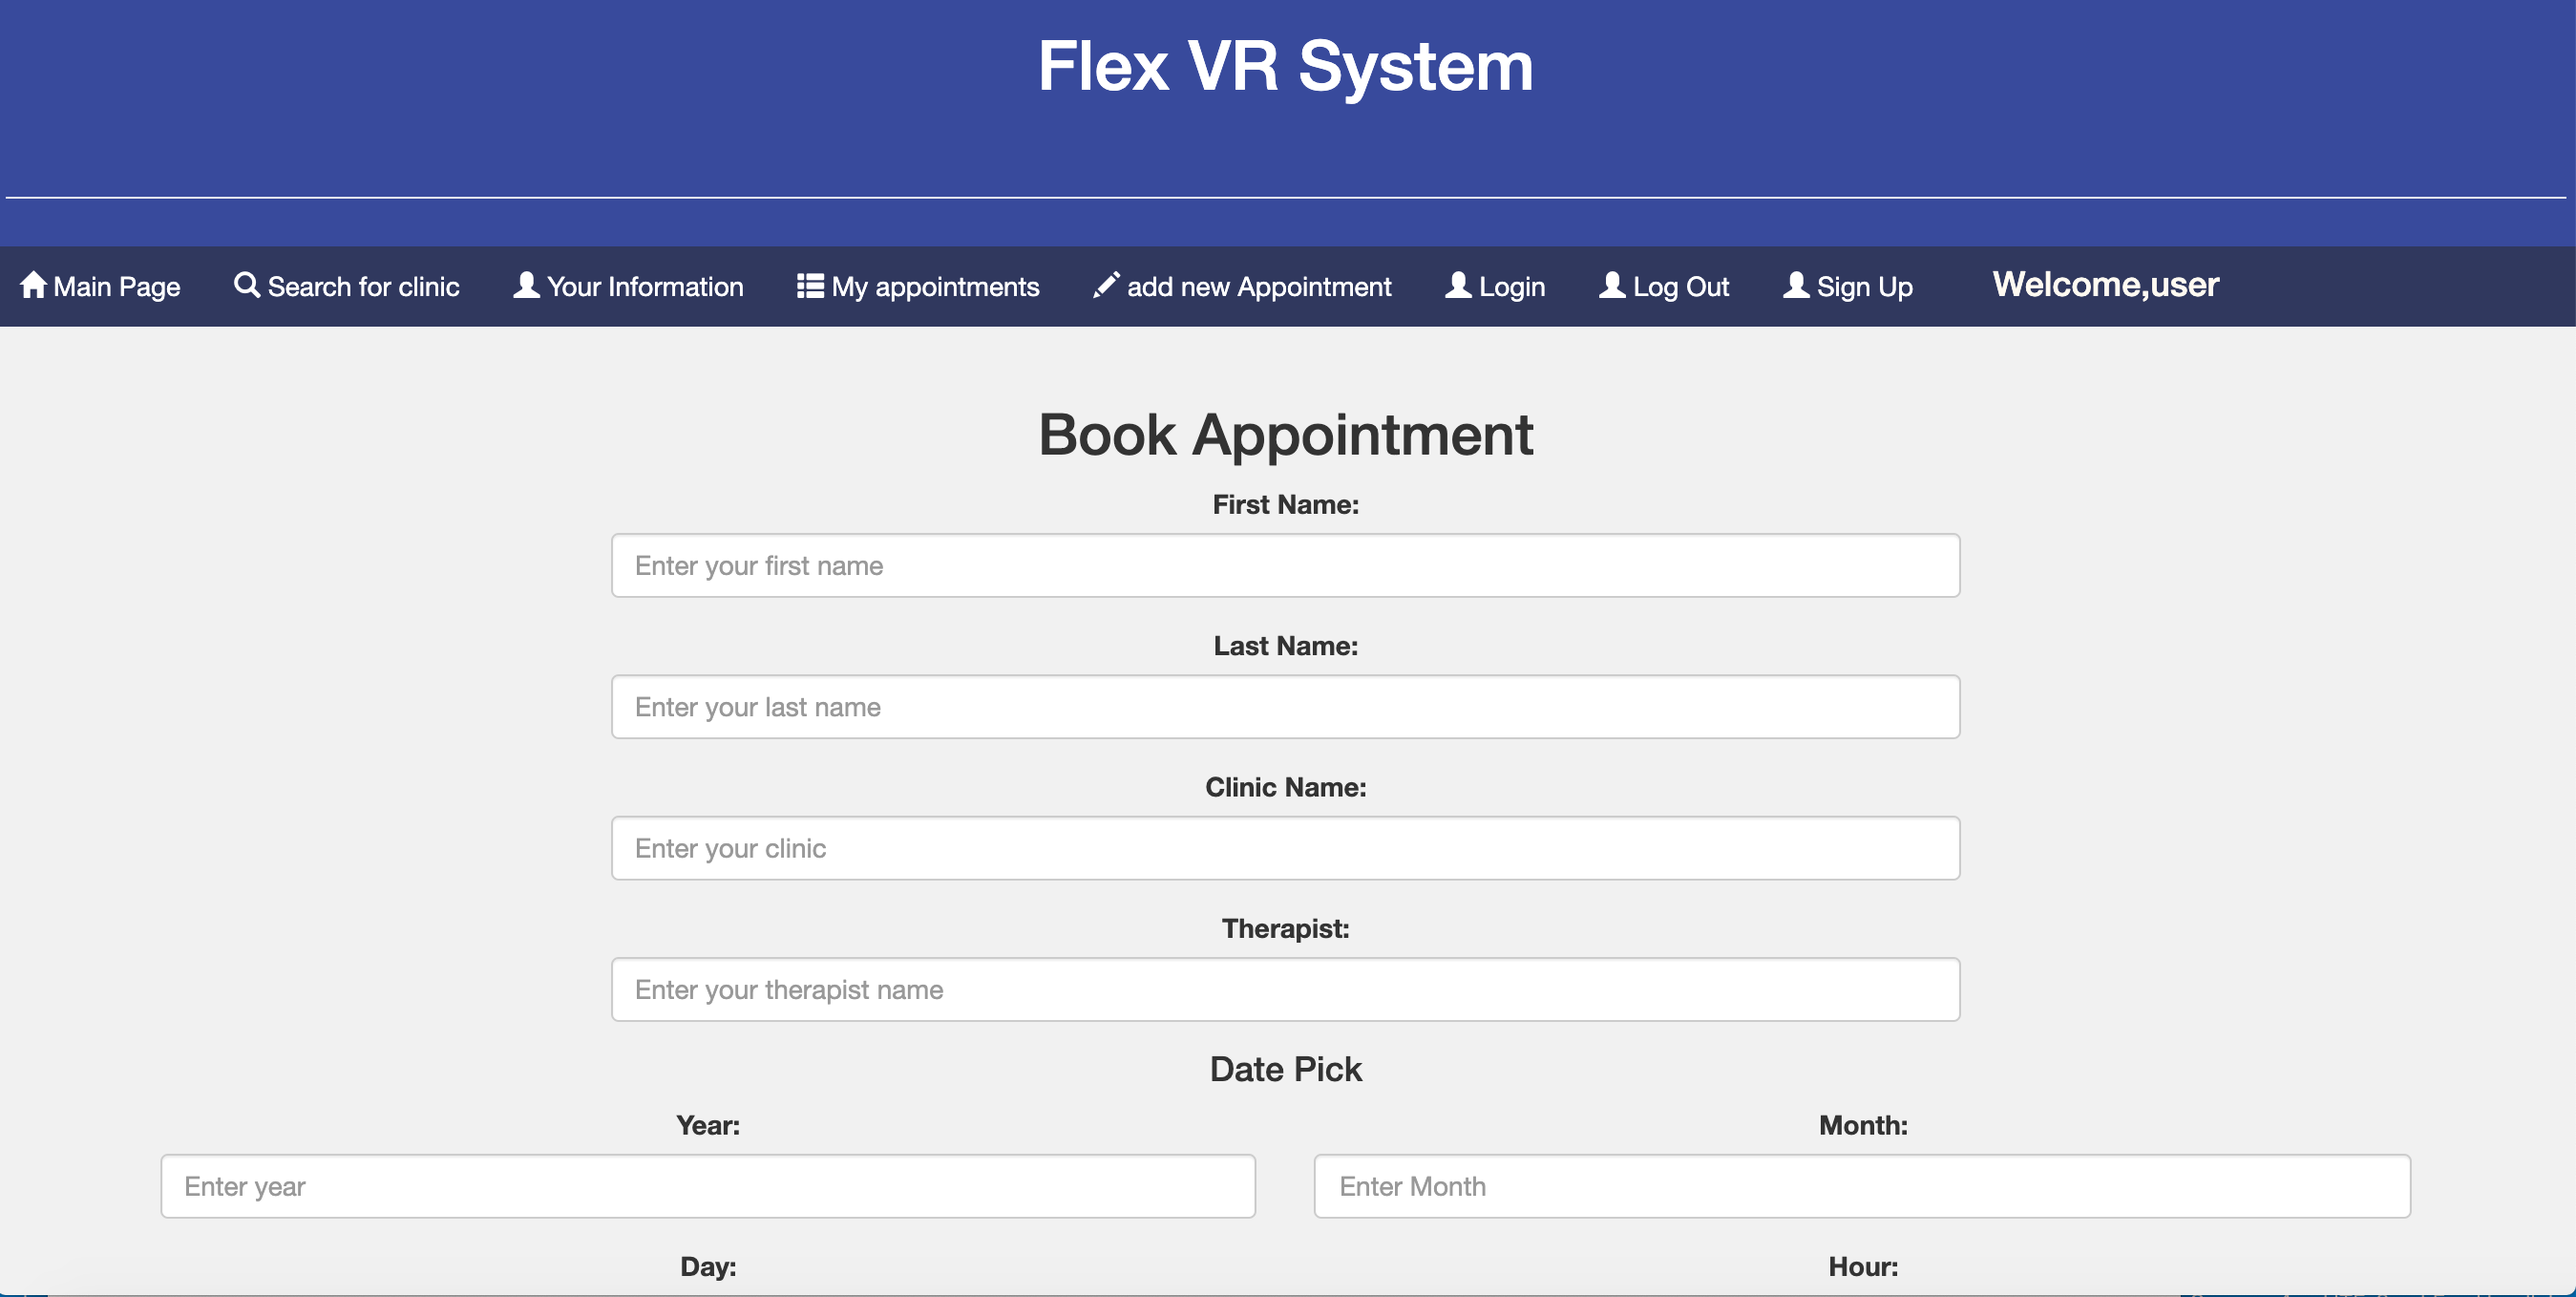 Flex VR System
Main Page Search for clinic Your Information My appointments add new Appointment Login Log Out Sign Up Welcome,user
Book Appointment
First Name:
Enter your first name
Last Name:
Enter your last name
Clinic Name:
Enter your clinic
Therapist:
Enter your therapist name
Date Pick
Year: Month:
Enter year Enter Month
Day: Hour: